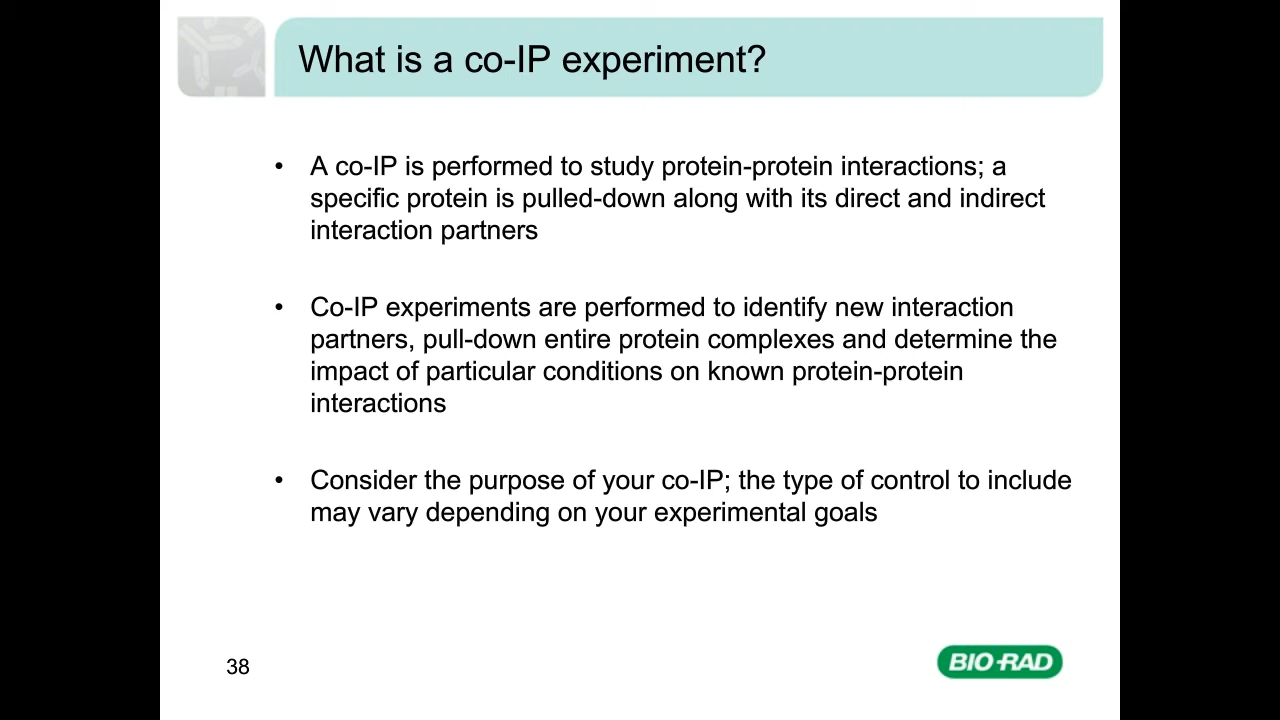 What is a co-IP experiment?
• A co-IP is performed to study protein-protein interactions; a
specific protein is pulled-down along with its direct and indirect
interaction partners
• Co-IP experiments are performed to identify new interaction
partners, pull-down entire protein complexes and determine the
impact of particular conditions on known protein-protein
interactions
• Consider the purpose of your co-IP; the type of control to include
may vary depending on your experimental goals
38
BIO-RAD